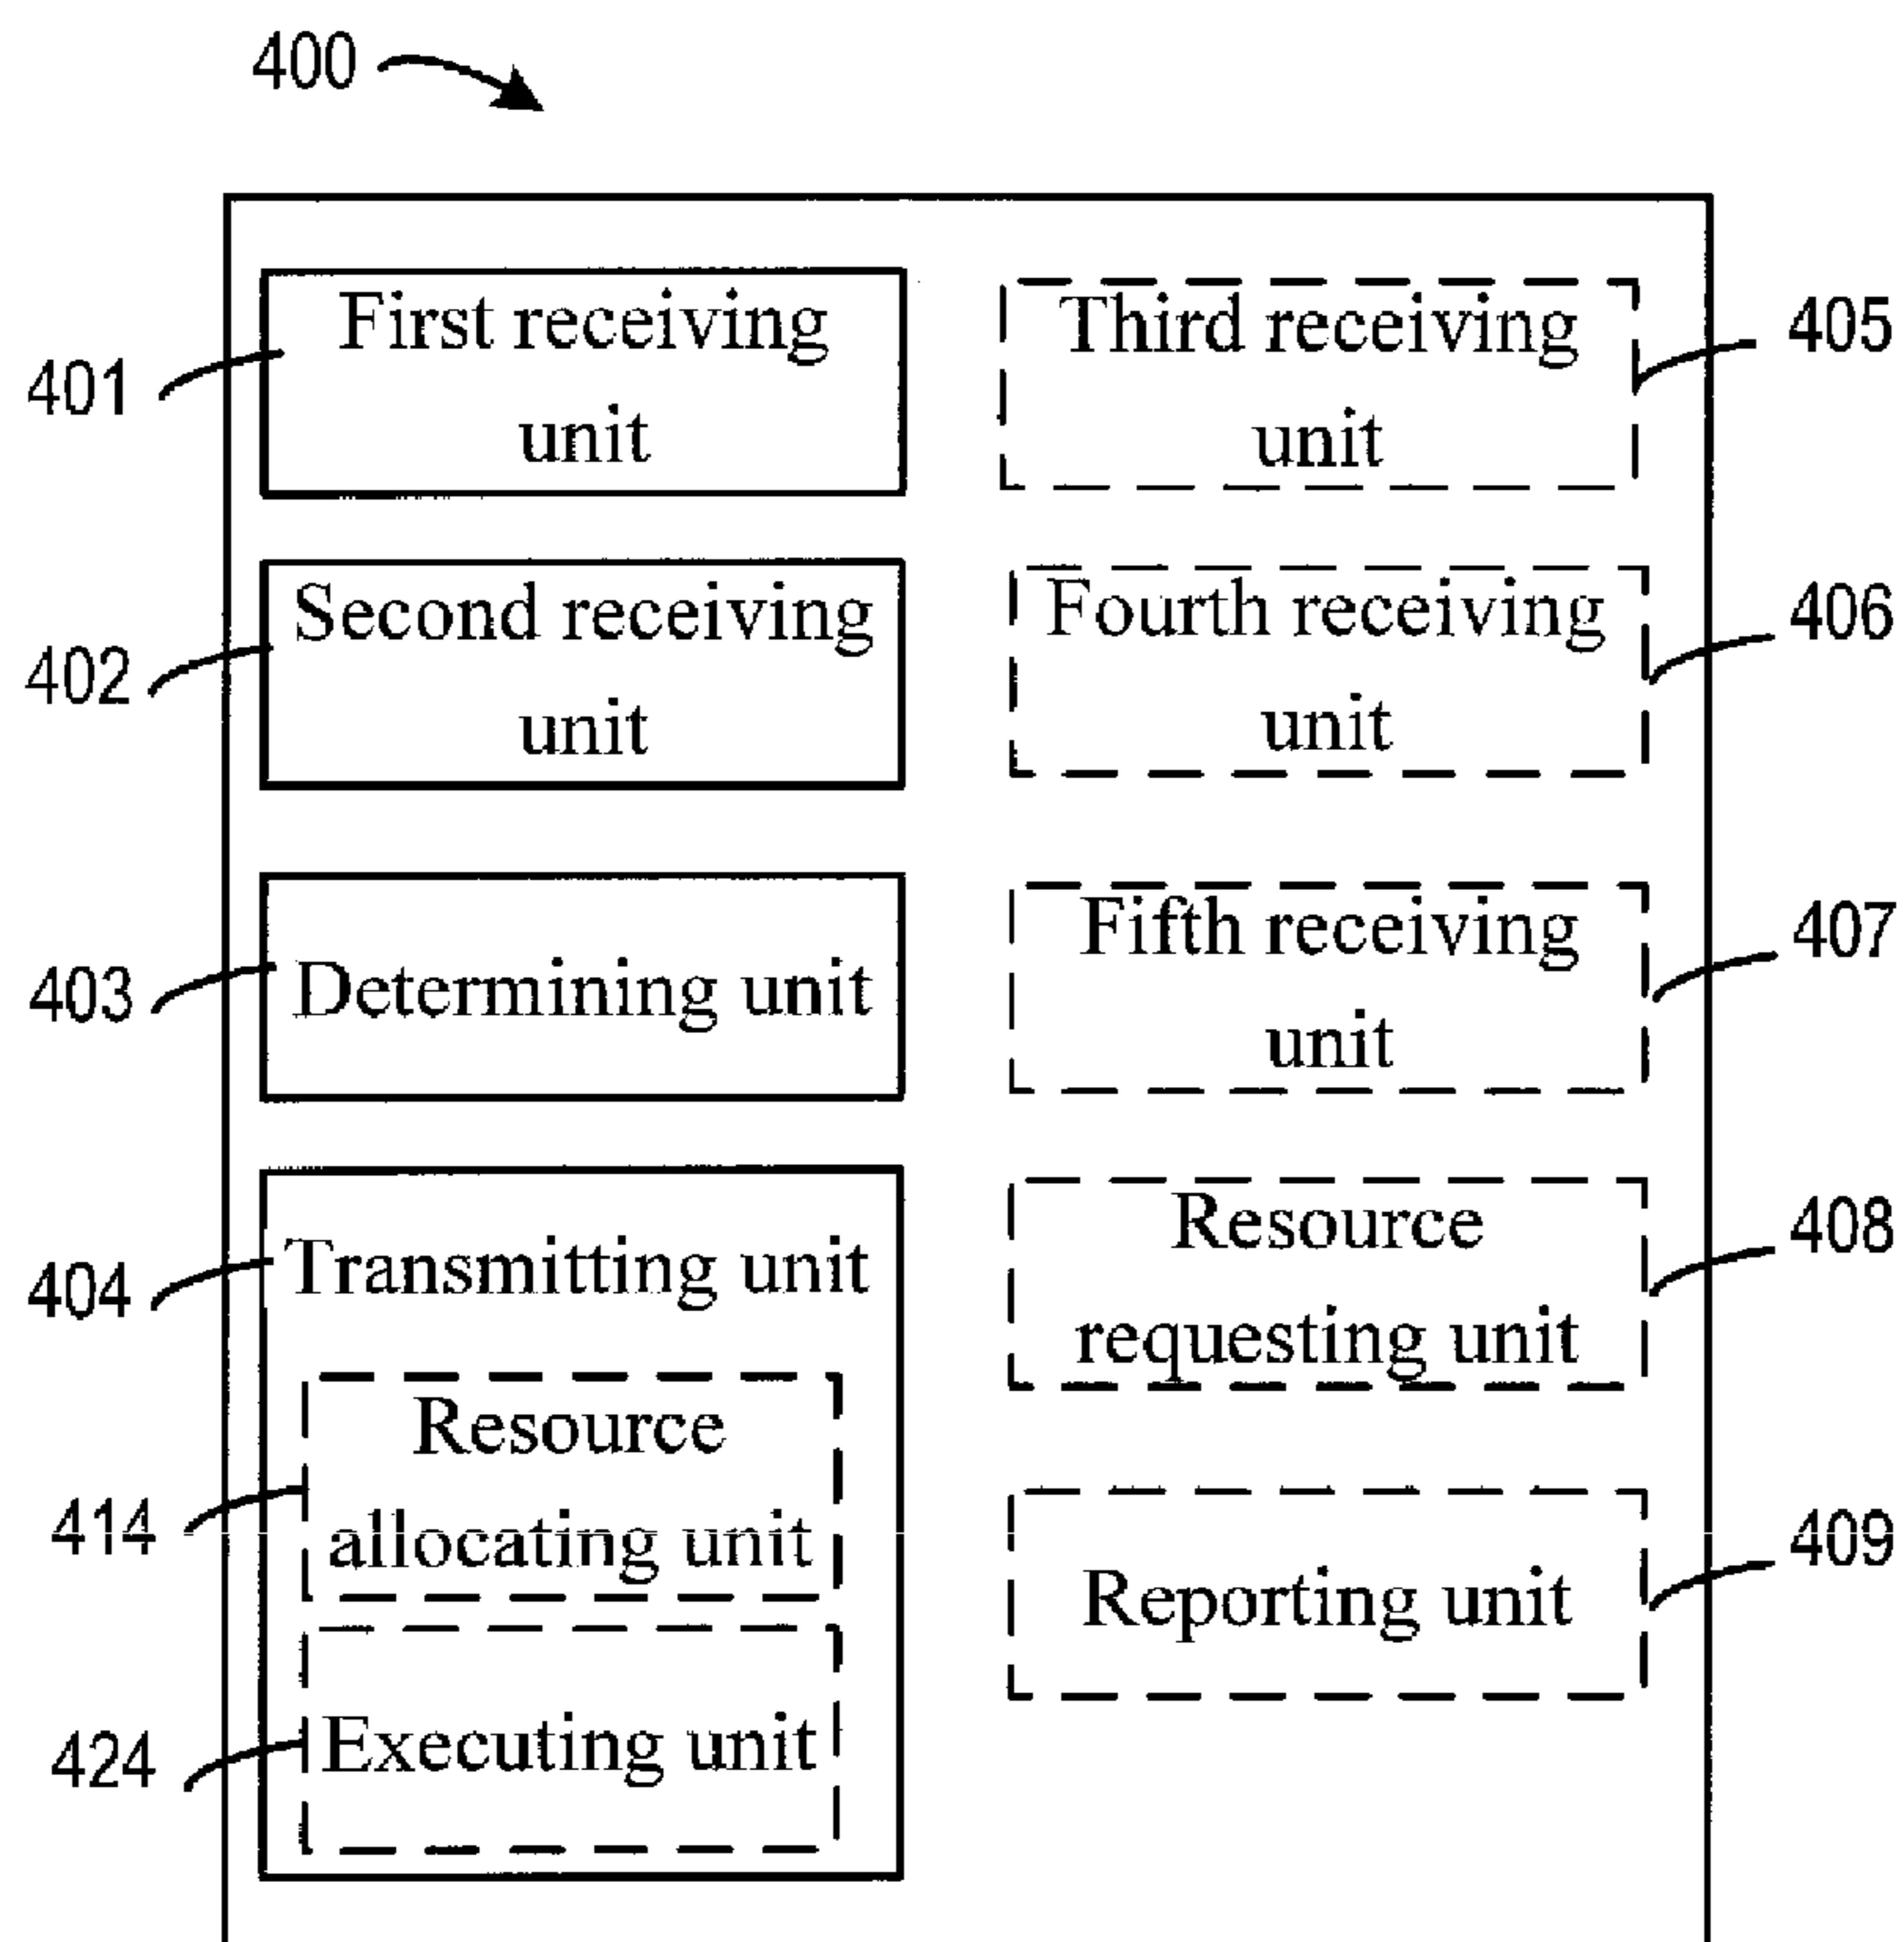 400
401
First receiving
unit
402
Second receiving
unit
403
Determining unit
404
Transmitting unit
414
Resource
allocating unit
424
Executing unit
Third receiving
unit
405
Fourth receiving
unit
406
Fifth receiving
unit
407
Resource
requesting unit
408
Reporting unit
409